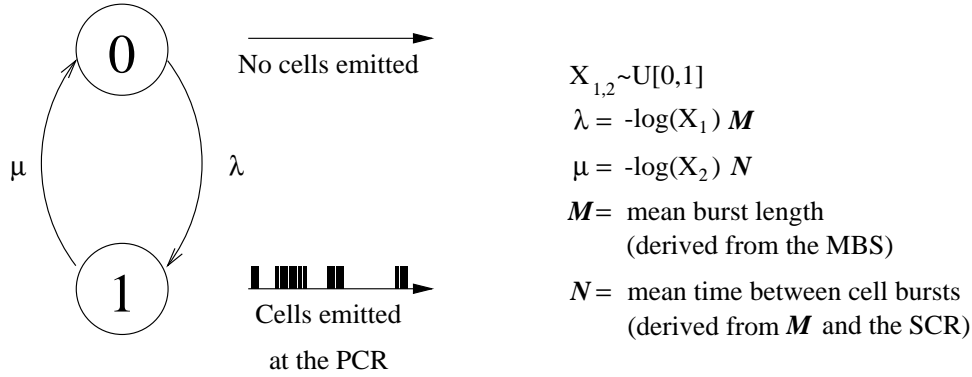 0
No cells emitted
μ
λ
1
Cells emitted
at the PCR
X1,2~U[0,1]
λ = -log(X1) M
μ = -log(X2) N
M = mean burst length
(derived from the MBS)
N = mean time between cell bursts
(derived from M and the SCR)